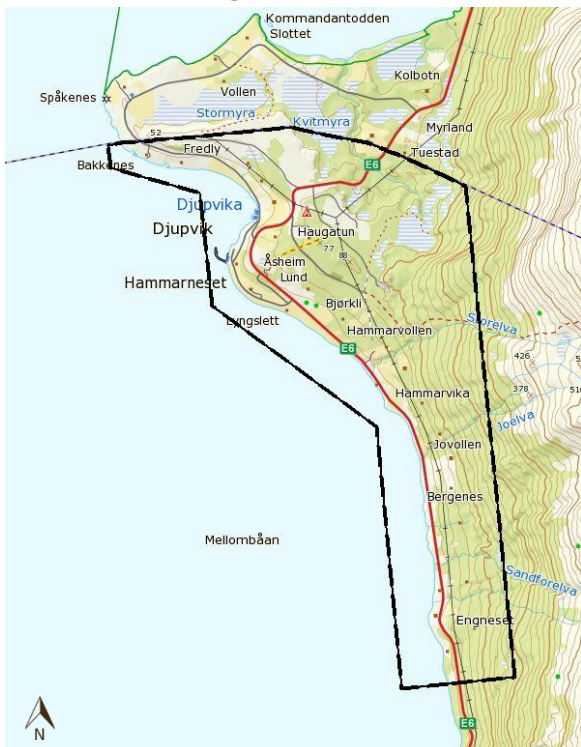 Kommandantodden
Slottet
Kolbotn
Vollen
Spåkenes
Stormyra
Kvitmyra
Myrland
52
Fredly
Tuestad
Bakkenes
E6
Djupvika
Djupvik
Haugatun
77
88
Åsheim
Lund
Hammarneset
Bjørkli
Lyngslett
Storelva
Hammarvollen
E6
426
378
Hammarvika
Joelva
Jovollen
Bergenes
Mellombåan
Sandforelva
Engneset
E6
N